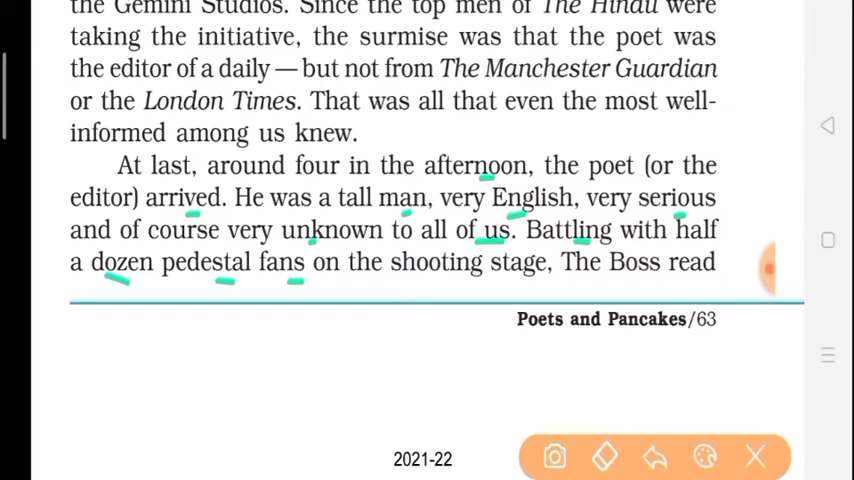 the Gemini Studios. Since the top men of The Hindu were
taking the initiative, the surmise was that the poet was
the editor of a daily — but not from The Manchester Guardian
or the London Times. That was all that even the most well-
informed among us knew.
At last, around four in the afternoon, the poet (or the
editor) arrived. He was a tall man, very English, very serious
and of course very unknown to all of us. Battling with half
a dozen pedestal fans on the shooting stage, The Boss read
Poets and Pancakes/63
2021-22